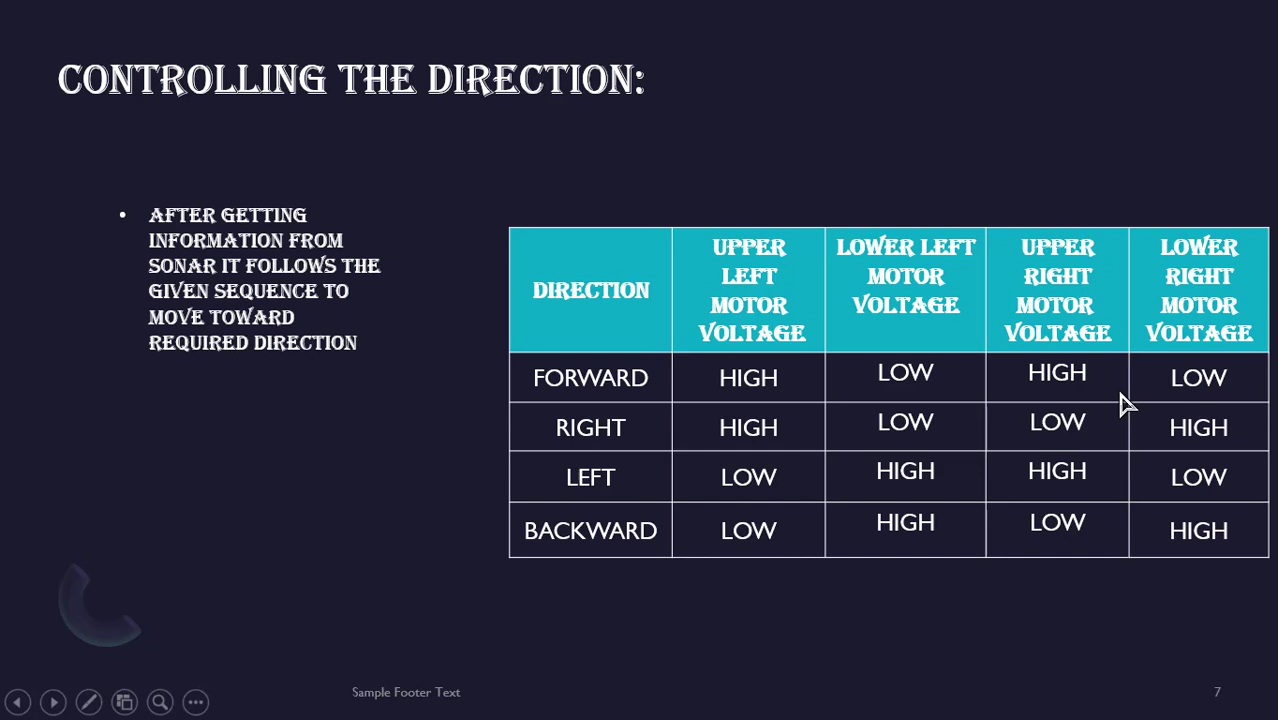 CONTROLLING THE DIRECTION:
• AFTER GETTING
INFORMATION FROM
SONAR IT FOLLOWS THE
GIVEN SEQUENCE TO
MOVE TOWARD
REQUIRED DIRECTION
DIRECTION
UPPER
LEFT
MOTOR
VOLTAGE
LOWER LEFT
MOTOR
VOLTAGE
UPPER
RIGHT
MOTOR
VOLTAGE
LOWER
RIGHT
MOTOR
VOLTAGE
FORWARD HIGH LOW HIGH LOW
RIGHT HIGH LOW LOW HIGH
LEFT LOW HIGH HIGH LOW
BACKWARD LOW HIGH LOW HIGH
Sample Footer Text
7